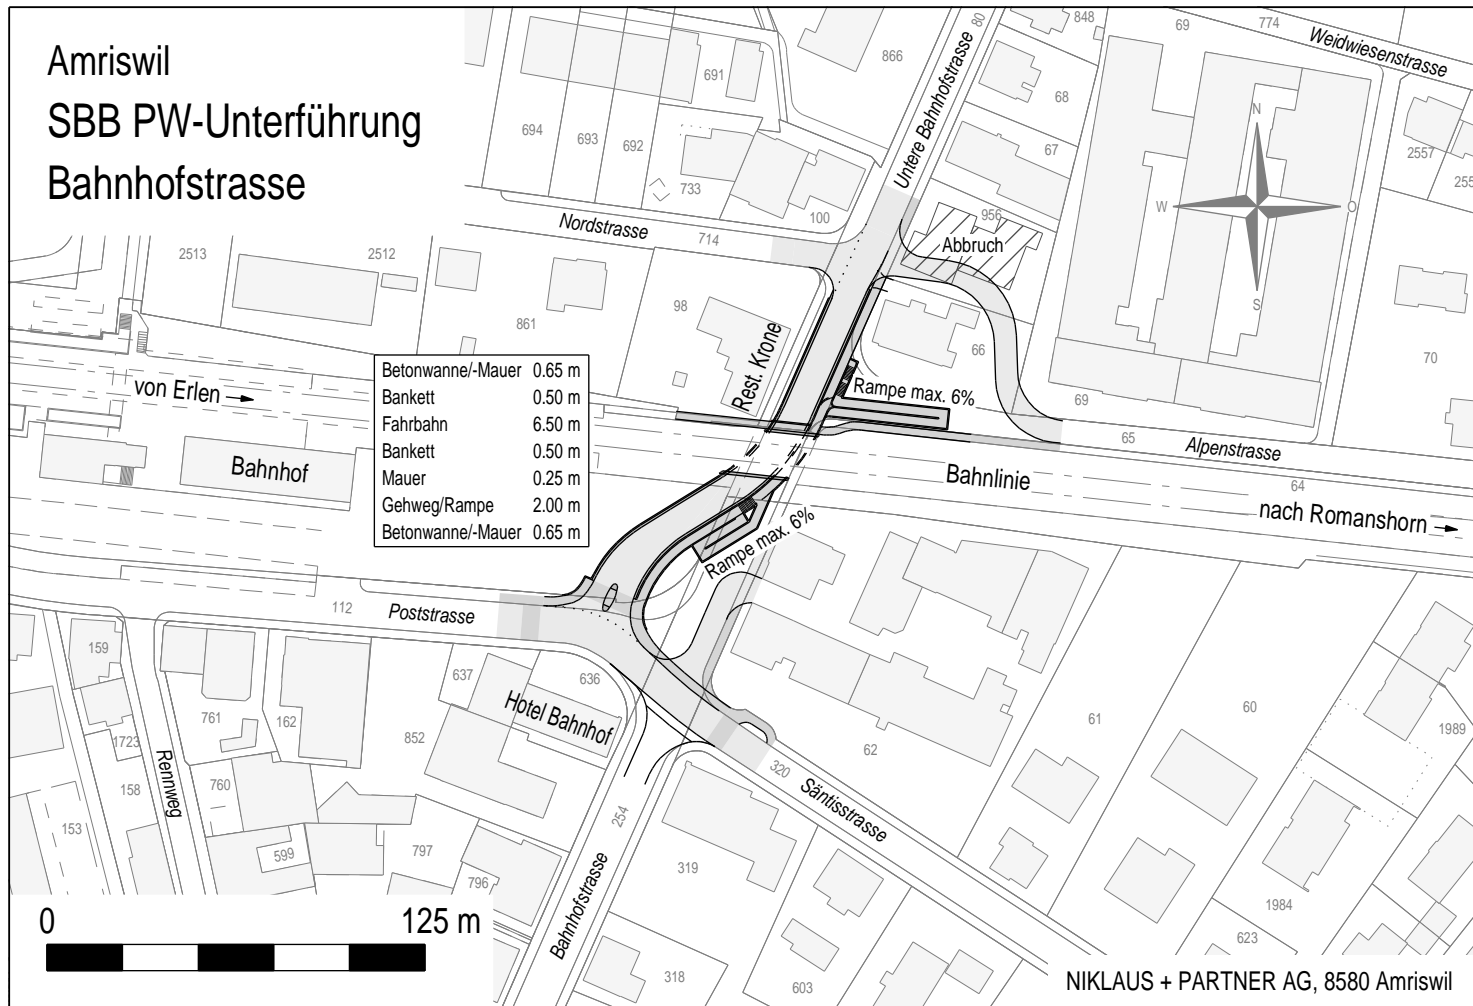 Amriswil
SBB PW-Unterführung
Bahnhofstrasse
80
848
69
774
Weidwiesenstrasse
866
691
Untere Bahnhofstrasse
68
694
693
692
67
2557
255
N
W
O
S
733
100
956
Abbruch
Nordstrasse
714
2513
2512
98
861
Rest. Krone
66
70
Betonwanne/-Mauer 0.65 m
Bankett 0.50 m
Fahrbahn 6.50 m
Bankett 0.50 m
Mauer 0.25 m
Gehweg/Rampe 2.00 m
Betonwanne/-Mauer 0.65 m
von Erlen
Rampe max. 6%
69
65
Alpenstrasse
64
Bahnhof
Bahnlinie
nach Romanshorn
Rampe max. 6%
112
Poststrasse
159
637
636
Hotel Bahnhof
761
162
852
1723
158
Rennweg
760
62
61
60
1989
320
Säntisstrasse
153
599
797
796
254
Bahnhofstrasse
319
318
603
1984
623
0
125 m
NIKLAUS + PARTNER AG, 8580 Amriswil